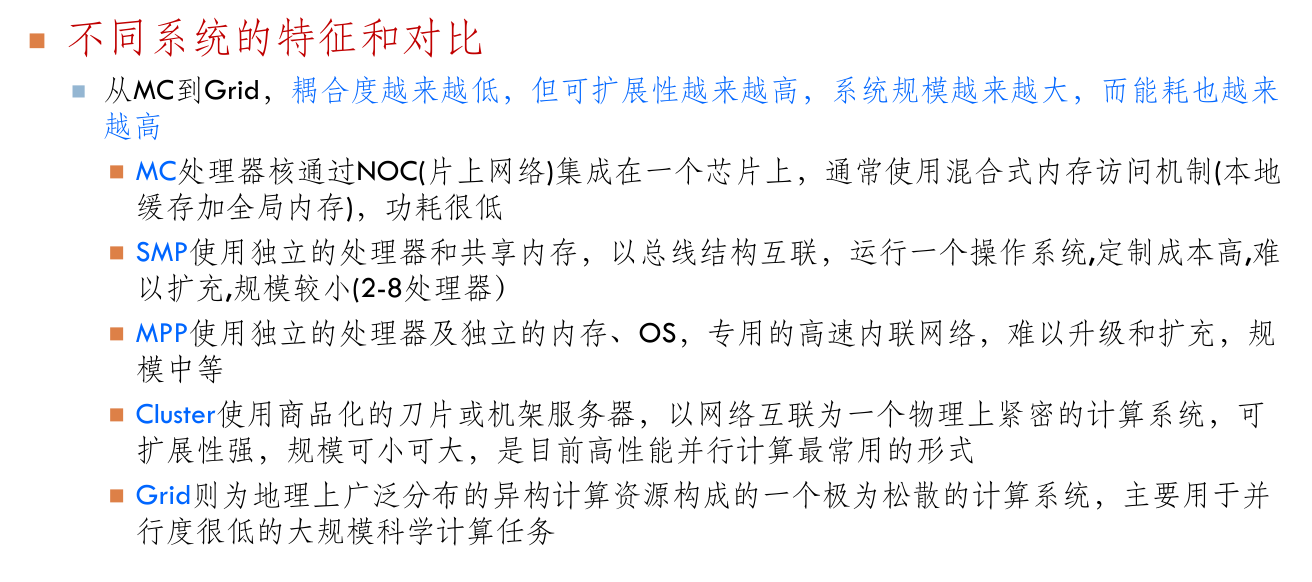 不同系统的特征和对比
从MC到Grid，耦合度越来越低，但可扩展性越来越高，系统规模越来越大，而能耗也越来
越高
MC处理器核通过NOC(片上网络)集成在一个芯片上，通常使用混合式内存访问机制(本地
缓存加全局内存)，功耗很低
SMP使用独立的处理器和共享内存，以总线结构互联，运行一个操作系统,定制成本高,难
以扩充,规模较小(2-8处理器）
MPP使用独立的处理器及独立的内存、OS，专用的高速内联网络，难以升级和扩充，规
模中等
Cluster使用商品化的刀片或机架服务器，以网络互联为一个物理上紧密的计算系统，可
扩展性强，规模可小可大，是目前高性能并行计算最常用的形式
Grid则为地理上广泛分布的异构计算资源构成的一个极为松散的计算系统，主要用于并
行度很低的大规模科学计算任务